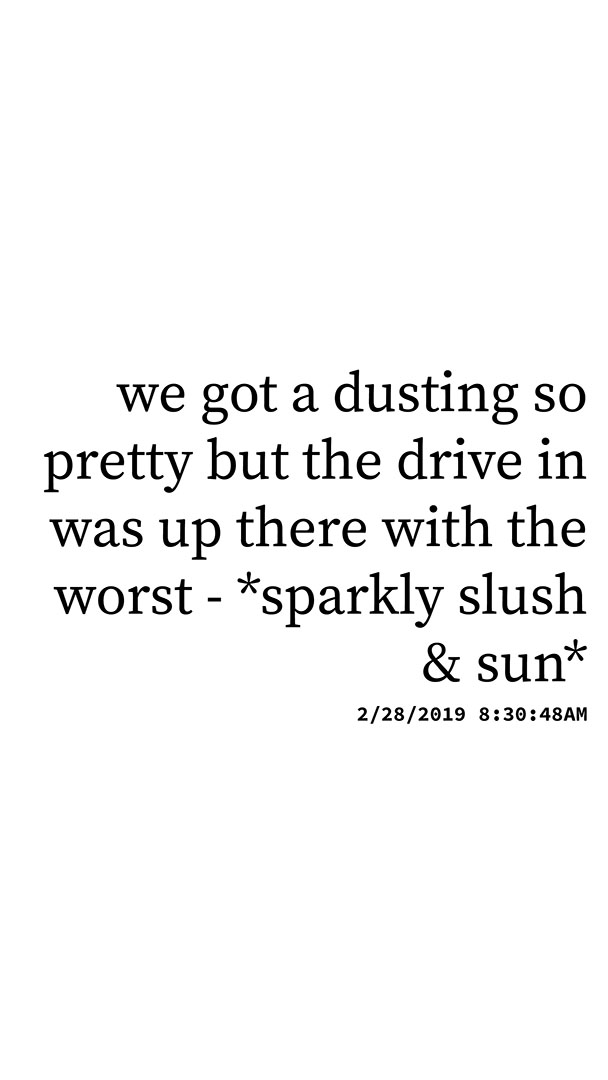 we got a dusting so
pretty but the drive in
was up there with the
worst - *sparkly slush
& sun*
2/28/2019 8:30:48AM